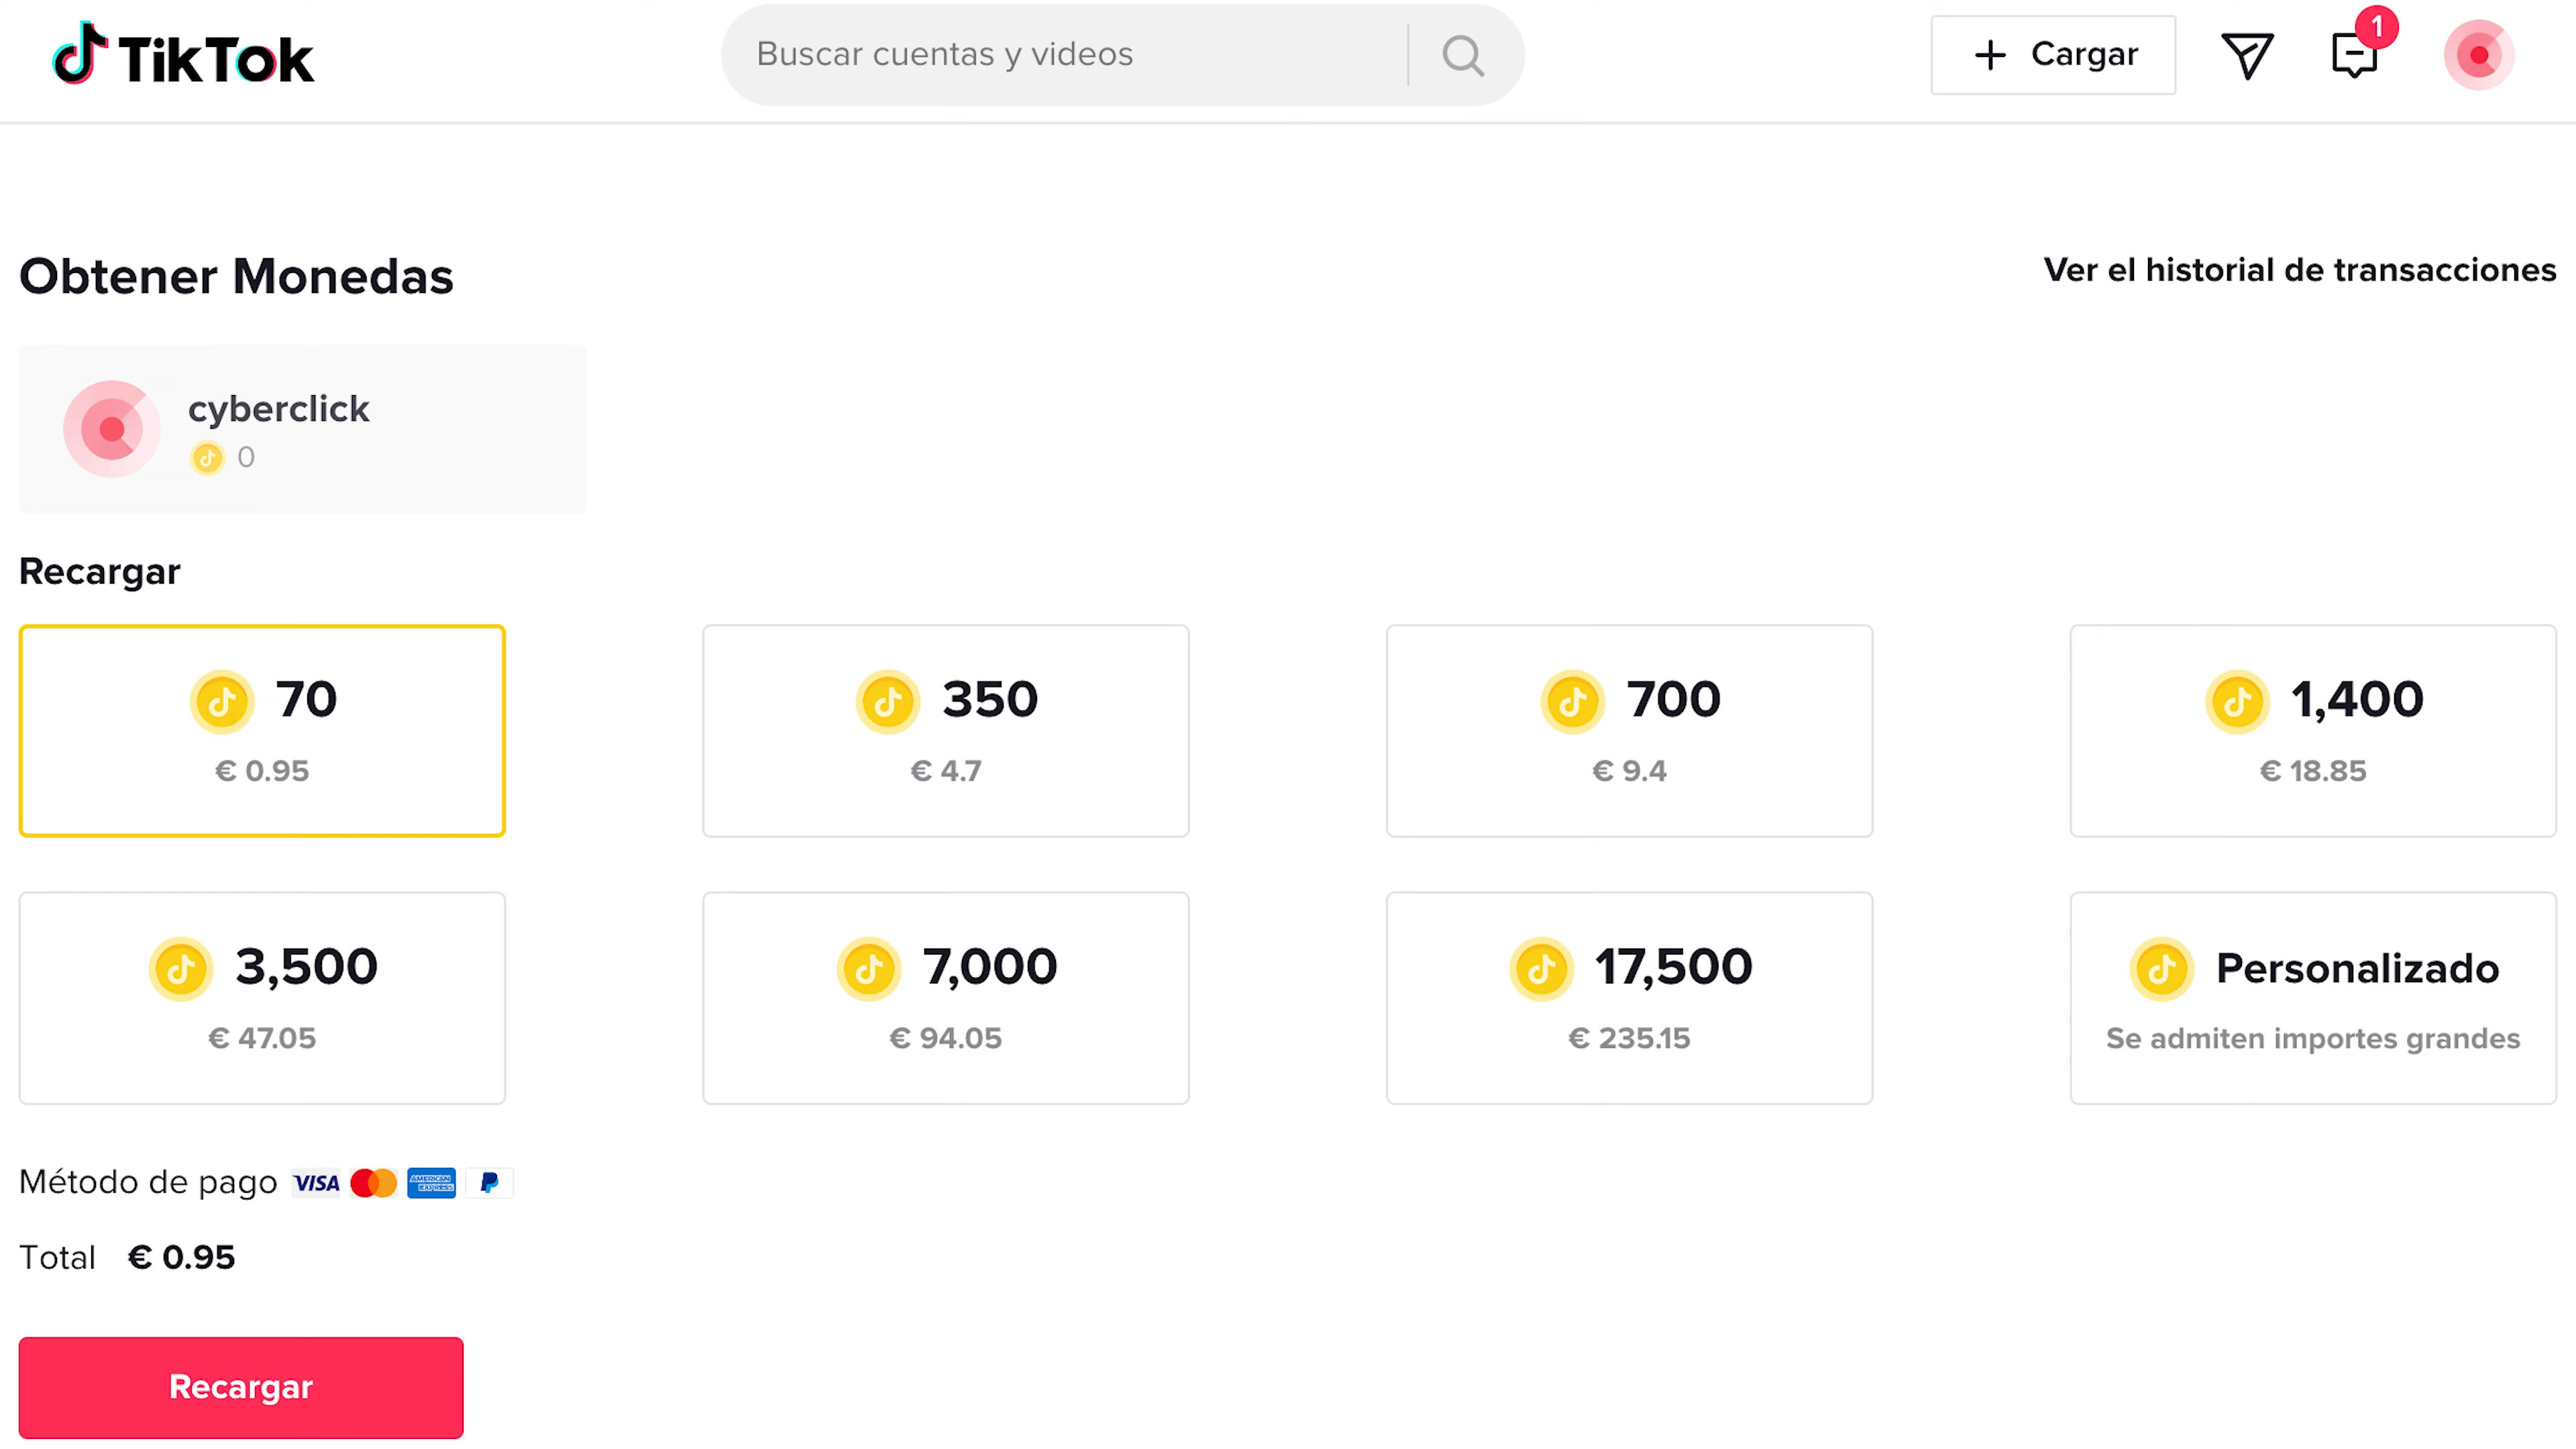 TikTok
Buscar cuentas y videos
Cargar
1
Obtener Monedas
Ver el historial de transacciones
cyberclick
0
Recargar
70
€ 0.95
350
€ 4.7
700
€ 9.4
1,400
€ 18.85
3,500
€ 47.05
7,000
€ 94.05
17,500
€ 235.15
Personalizado
Se admiten importes grandes
Método de pago VISA AMERICAN EXPRESS
Total € 0.95
Recargar